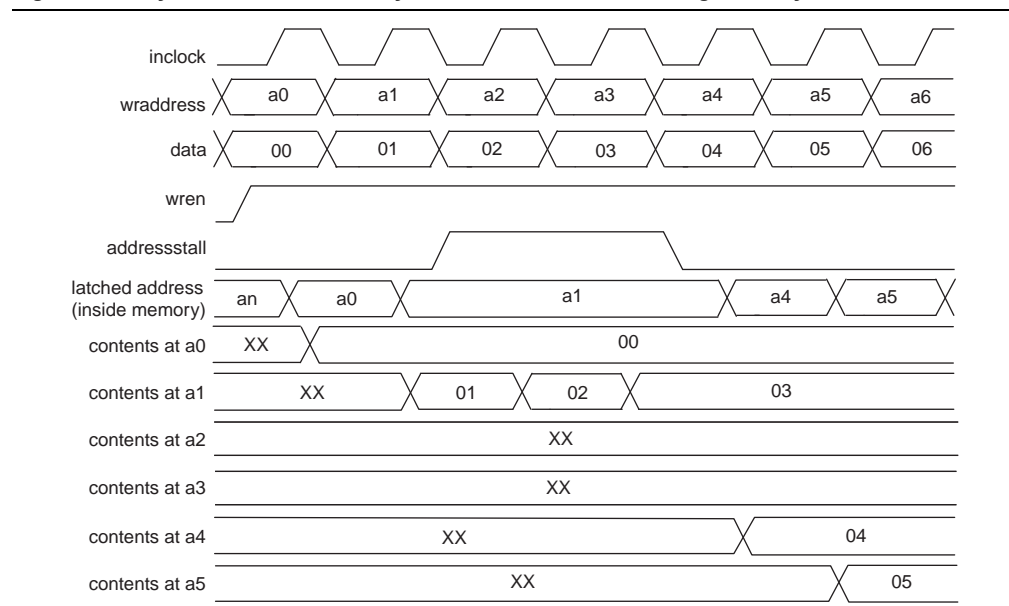 inclock
wraddress a0 a1 a2 a3 a4 a5 a6
data 00 01 02 03 04 05 06
wren
addressstall
latched address
(inside memory) an a0 a1 a4 a5
contents at a0 XX 00
contents at a1 XX 01 02 03
contents at a2 XX
contents at a3 XX
contents at a4 XX 04
contents at a5 XX 05